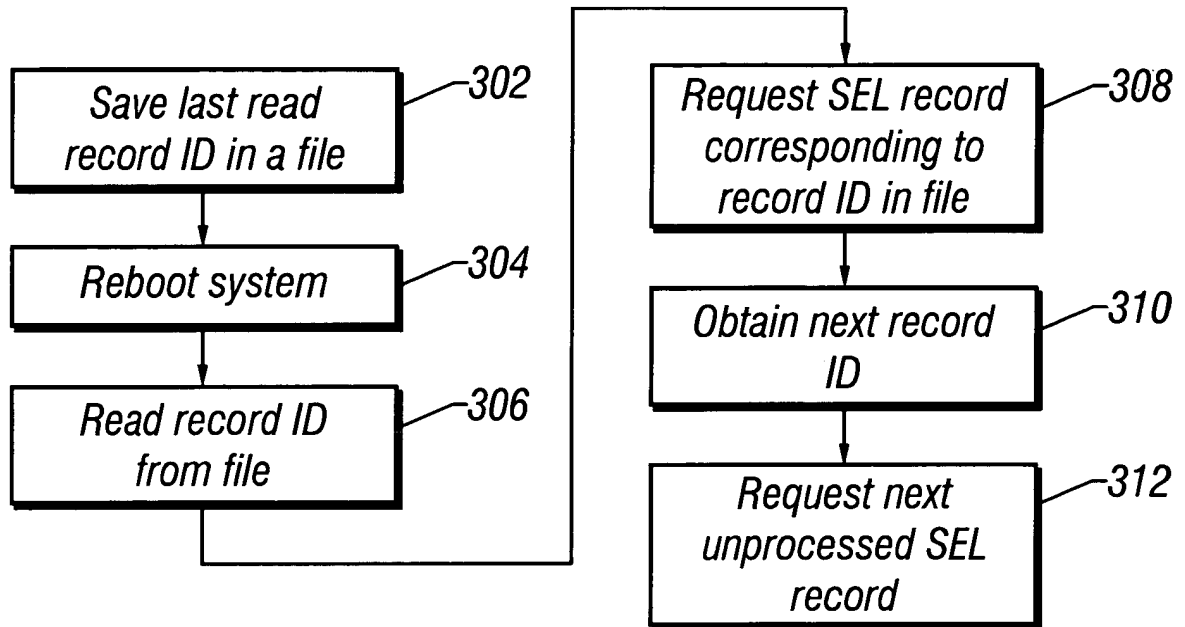 Save last read
record ID in a file
302
Reboot system
304
Read record ID
from file
306
Request SEL record
corresponding to
record ID in file
308
Obtain next record
ID
310
Request next
unprocessed SEL
record
312